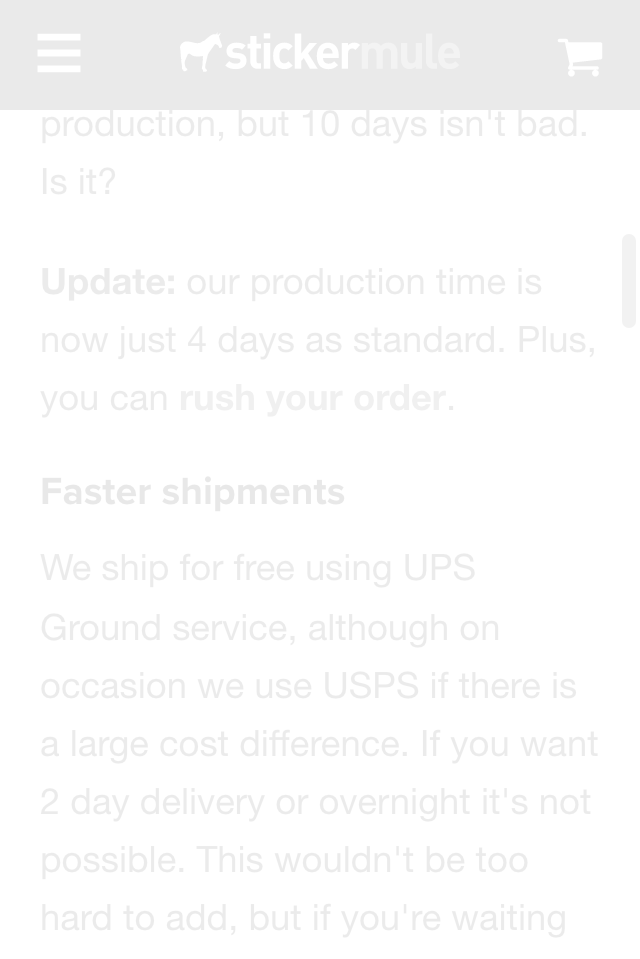 stickermule
production, but 10 days isn't bad.
Is it?
Update: our production time is
now just 4 days as standard. Plus,
you can rush your order.
Faster shipments
We ship for free using UPS
Ground service, although on
occasion we use USPS if there is
a large cost difference. If you want
2 day delivery or overnight it's not
possible. This wouldn't be too
hard to add, but if you're waiting